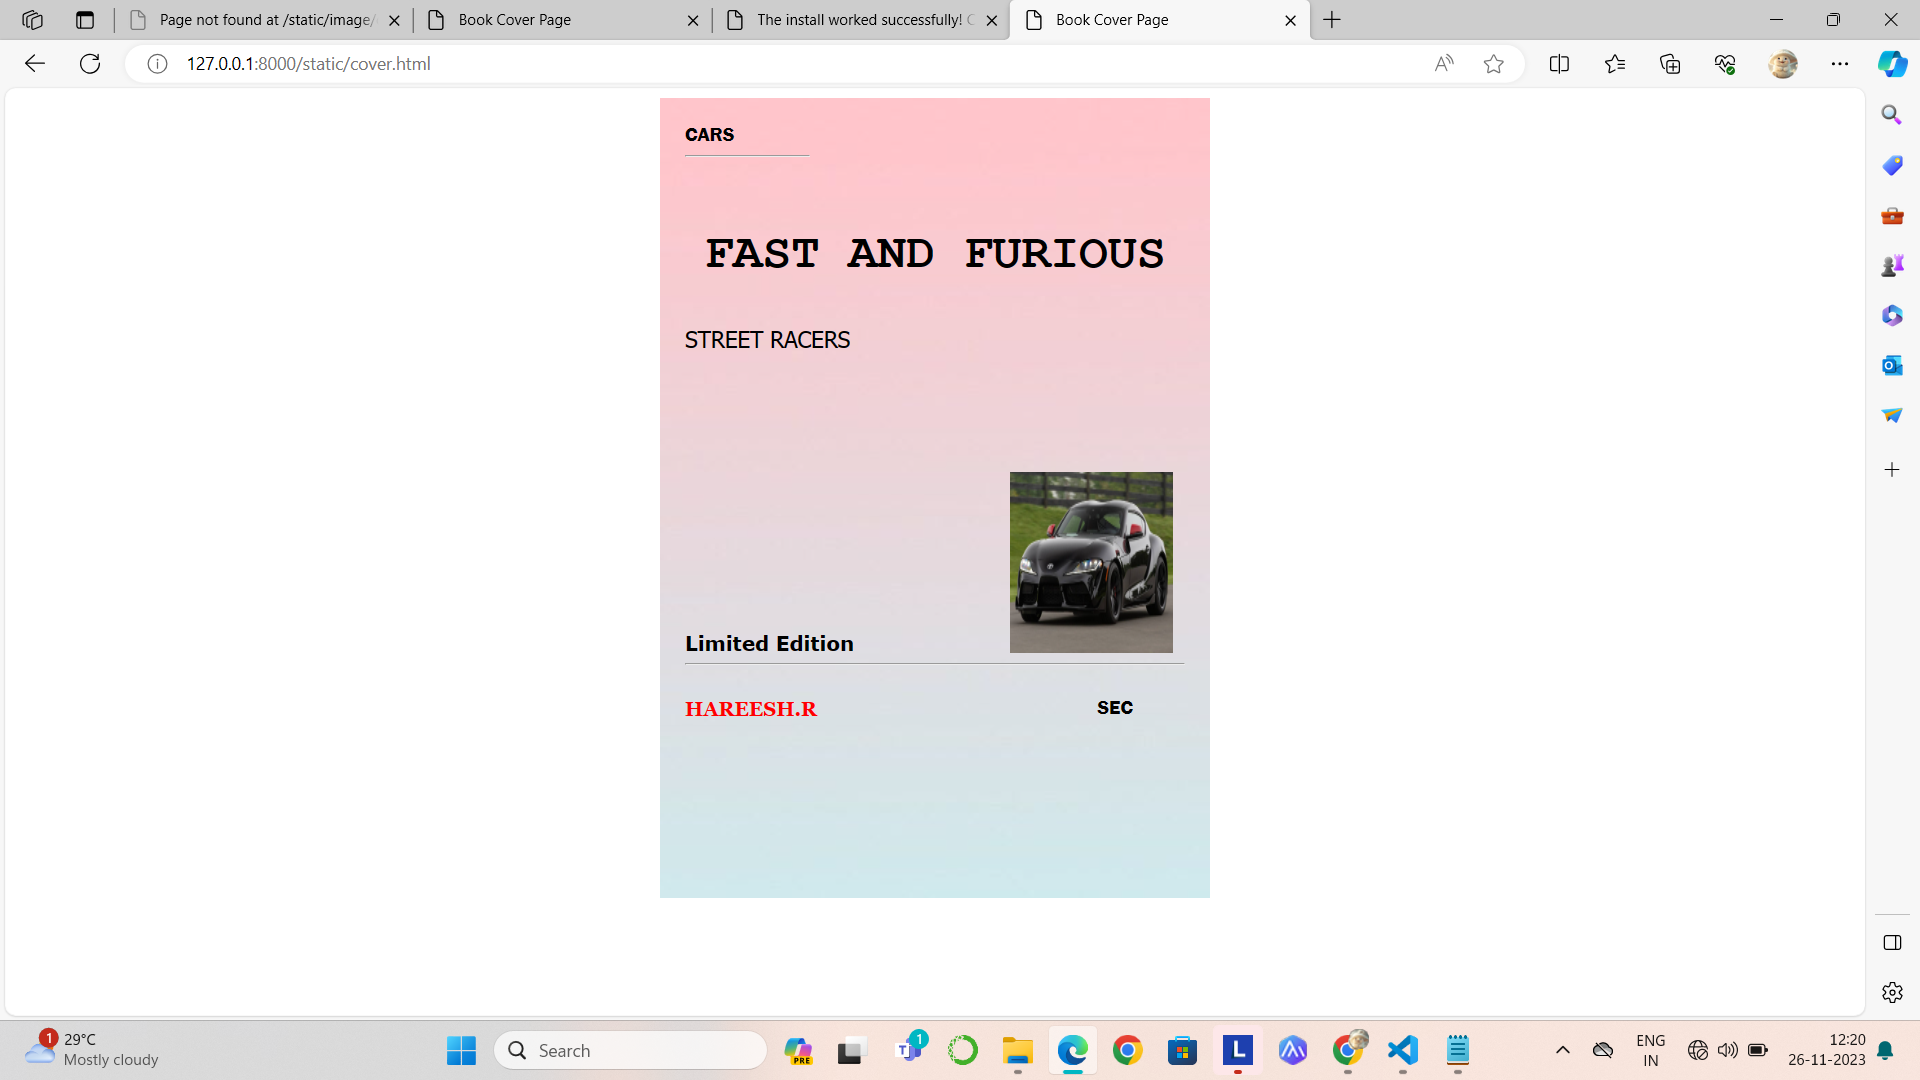 Page not found at /static/image/
Book Cover Page
The install worked successfully! C
Book Cover Page
127.0.0.1:8000/static/cover.html
CARS
FAST AND FURIOUS
STREET RACERS
Limited Edition
HAREESH.R
SEC
1
29°C
Mostly cloudy
Search
PRE
T
1
L
ENG
IN
12:20
26-11-2023